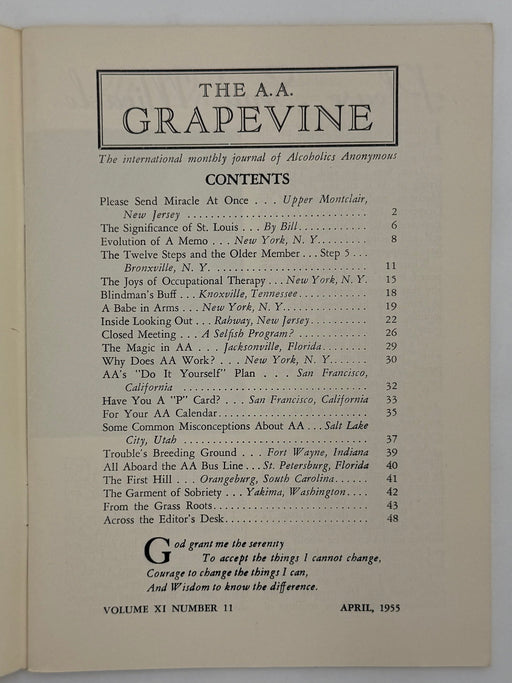 THE A.A.
GRAPEVINE
The international monthly journal of Alcoholics Anonymous
CONTENTS
Please Send Miracle At Once . . . Upper Montclair,
New Jersey . . . . . . . . . . . . . . . . . . . . . . . . . . . . . . 2
The Significance of St. Louis . . . By Bill . . . . . . . . . . . . 6
Evolution of A Memo . . . New York, N. Y. . . . . . . . . 8
The Twelve Steps and the Older Member . . . Step 5 . . .
Bronxville, N. Y. . . . . . . . . . . . . . . . . . . . . . . . . . . 11
The Joys of Occupational Therapy . . . New York, N. Y. 15
Blindman's Buff . . . Knoxville, Tennessee . . . . . . . . . . . . 18
A Babe in Arms . . . New York, N. Y. . . . . . . . . . . . . . . 19
Inside Looking Out . . . Rahway, New Jersey . . . . . . . . . . 22
Closed Meeting . . . A Selfish Program? . . . . . . . . . . . . . 26
The Magic in AA . . . Jacksonville, Florida . . . . . . . . . 29
Why Does AA Work? . . . New York, N. Y. . . . . . . 30
AA's "Do It Yourself" Plan . . . San Francisco,
California . . . . . . . . . . . . . . . . . . . . . . . . . . . . . . . 32
Have You A "P" Card? . . . San Francisco, California 33
For Your AA Calendar . . . . . . . . . . . . . . . . . . . . . . . . . 35
Some Common Misconceptions About AA . . . Salt Lake
City, Utah . . . . . . . . . . . . . . . . . . . . . . . . . . . . . . . 37
Trouble's Breeding Ground . . . Fort Wayne, Indiana 39
All Aboard the AA Bus Line . . . St. Petersburg, Florida 40
The First Hill . . . Orangeburg, South Carolina . . . . . . 41
The Garment of Sobriety . . . Yakima, Washington . . . . 42
From the Grass Roots . . . . . . . . . . . . . . . . . . . . . . . . . . 43
Across the Editor's Desk . . . . . . . . . . . . . . . . . . . . . . . . 48
God grant me the serenity
To accept the things I cannot change,
Courage to change the things I can,
And Wisdom to know the difference.
VOLUME XI NUMBER 11 APRIL, 1955